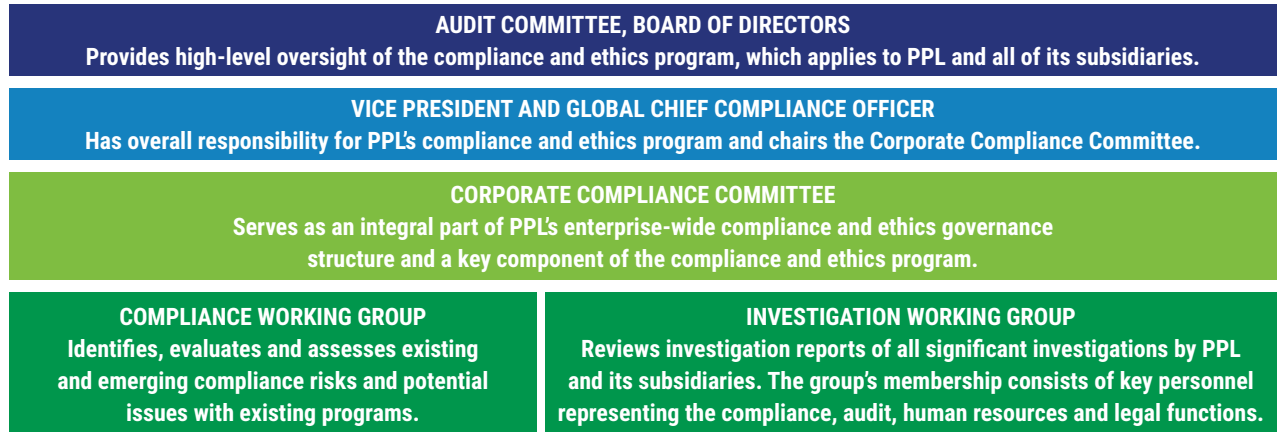 AUDIT COMMITTEE, BOARD OF DIRECTORS
Provides high-level oversight of the compliance and ethics program, which applies to PPL and all of its subsidiaries.
VICE PRESIDENT AND GLOBAL CHIEF COMPLIANCE OFFICER
Has overall responsibility for PPL’s compliance and ethics program and chairs the Corporate Compliance Committee.
CORPORATE COMPLIANCE COMMITTEE
Serves as an integral part of PPL’s enterprise-wide compliance and ethics governance
structure and a key component of the compliance and ethics program.
COMPLIANCE WORKING GROUP
Identifies, evaluates and assesses existing
and emerging compliance risks and potential
issues with existing programs.
INVESTIGATION WORKING GROUP
Reviews investigation reports of all significant investigations by PPL
and its subsidiaries. The group’s membership consists of key personnel
representing the compliance, audit, human resources and legal functions.